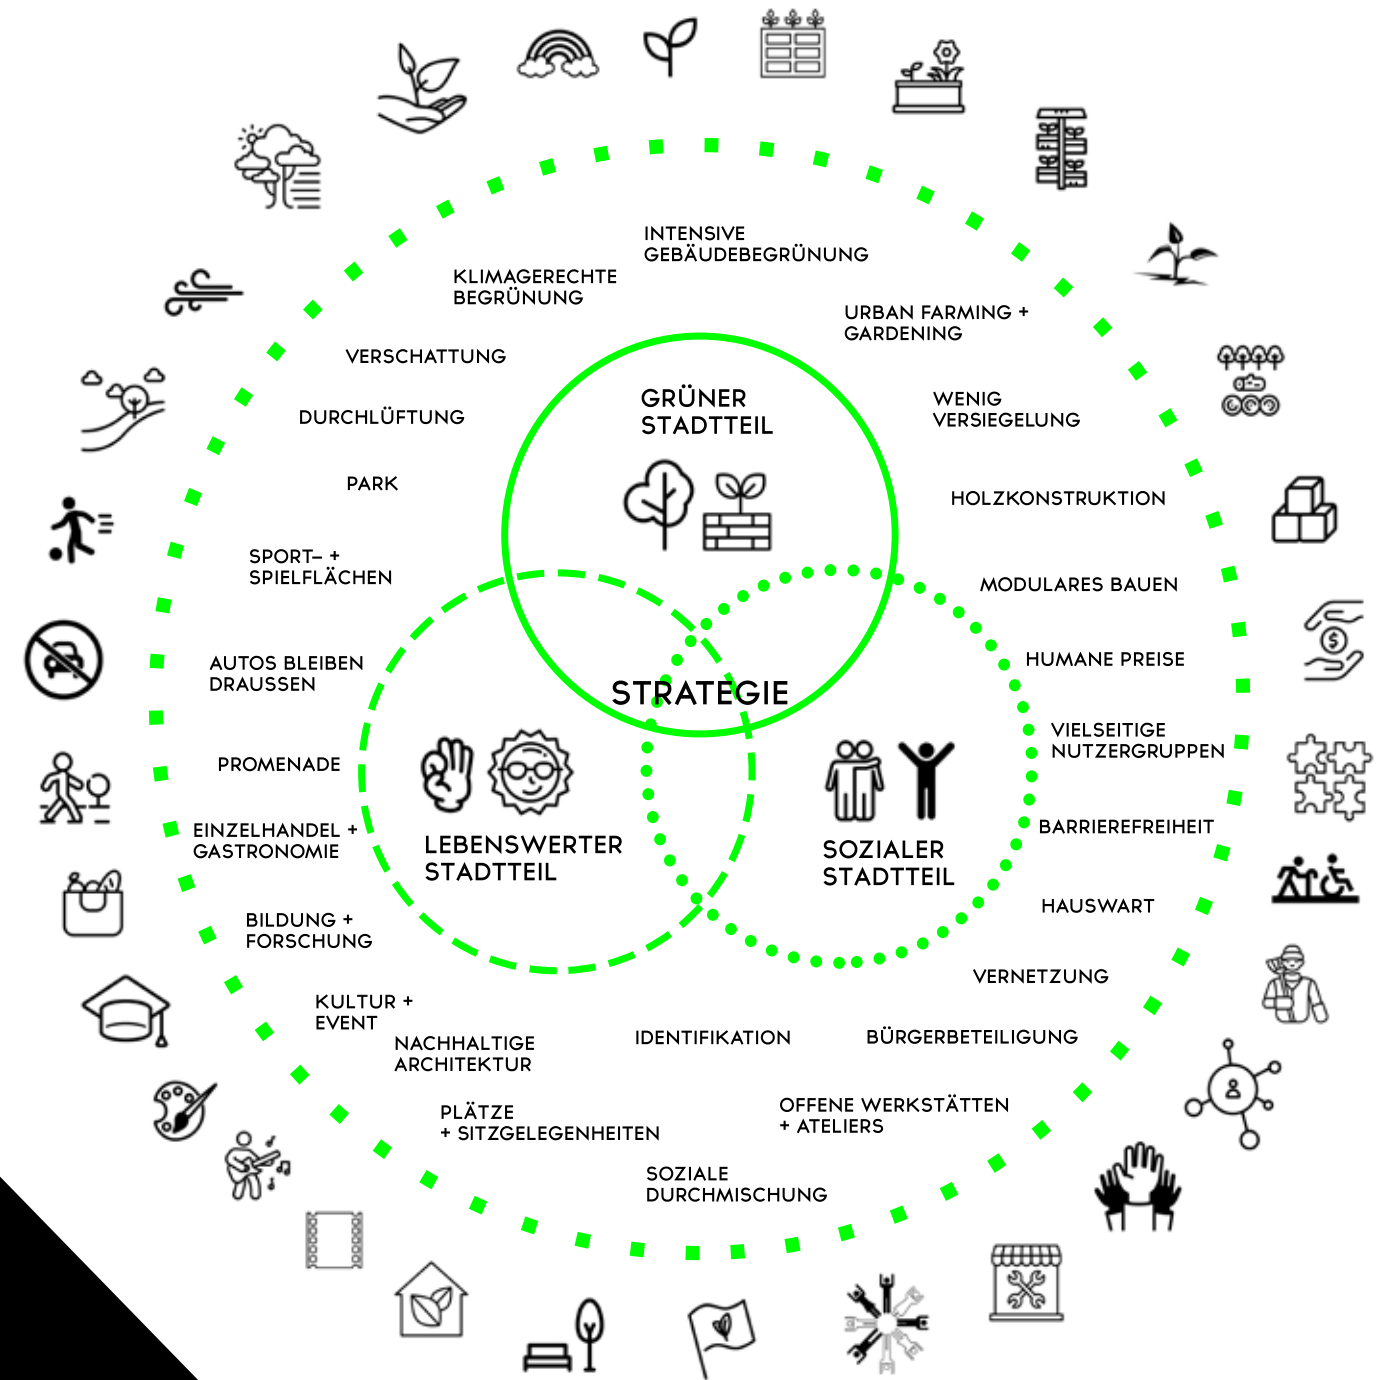 INTENSIVE
GEBÄUDEBEGRÜNUNG
KLIMAGERECHTE
BEGRÜNUNG
URBAN FARMING +
GARDENING
VERSCHATTUNG
GRÜNER
STADTTEIL
WENIG
VERSIEGELUNG
DURCHLÜFTUNG
PARK
HOLZKONSTRUKTION
SPORT– +
SPIELFLÄCHEN
MODULARES BAUEN
AUTOS BLEIBEN
DRAUSSEN
HUMANE PREISE
STRATEGIE
VIELSEITIGE
NUTZERGRUPPEN
PROMENADE
EINZELHANDEL +
GASTRONOMIE
LEBENSWERTER
STADTTEIL
SOZIALER
STADTTEIL
BARRIEREFREIHEIT
HAUSWART
BILDUNG +
FORSCHUNG
VERNETZUNG
KULTUR +
EVENT
NACHHALTIGE
ARCHITEKTUR
IDENTIFIKATION
BÜRGERBETEILIGUNG
PLÄTZE
+ SITZGELEGENHEITEN
OFFENE WERKSTÄTTEN
+ ATELIERS
SOZIALE
DURCHMISCHUNG